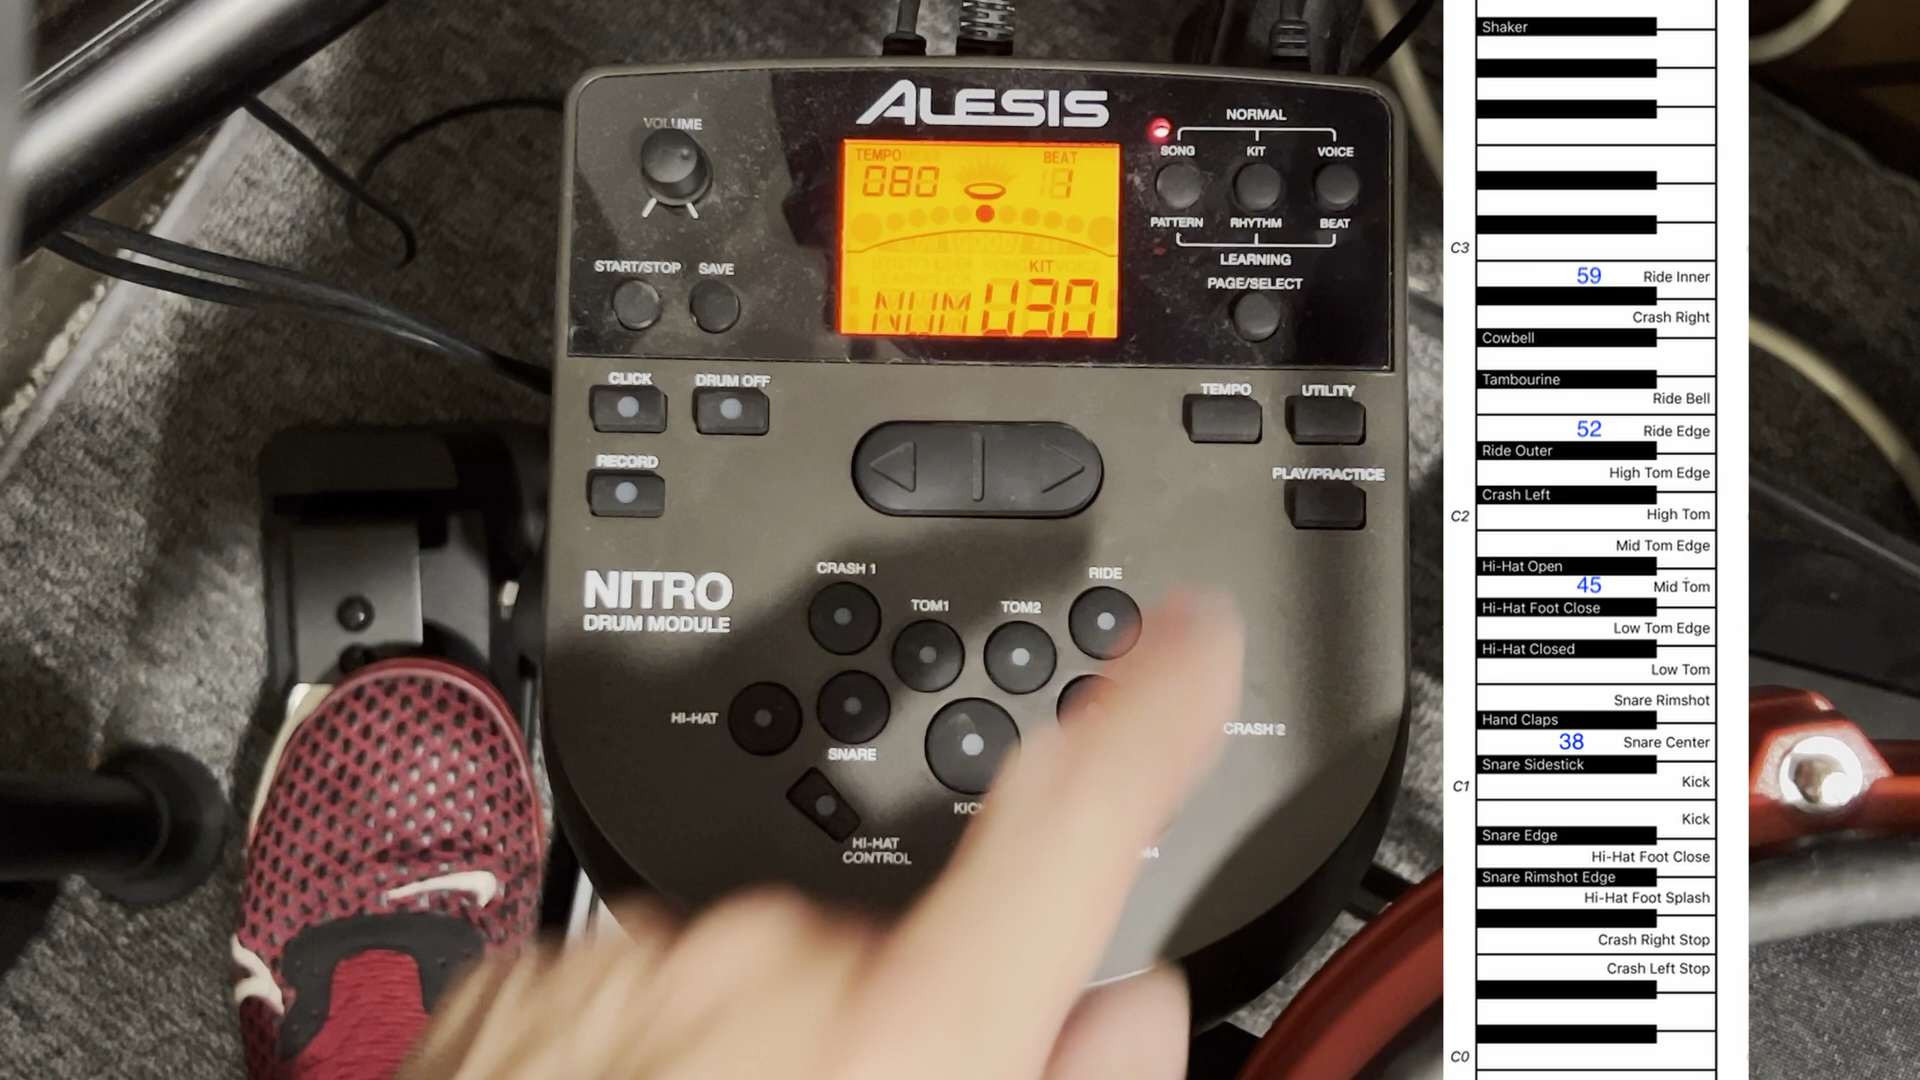 ALESIS
VOLUME
NORMAL
SONG KIT VOICE
PATTERN RHYTHM BEAT
LEARNING
PAGE/SELECT
START/STOP SAVE
TEMPO BEAT
080 1
KIT
NUM U30
CLICK DRUM OFF
RECORD
TEMPO UTILITY
PLAY/PRACTICE
NITRO
DRUM MODULE
CRASH 1
TOM1
TOM2
RIDE
HI-HAT
SNARE
CRASH 2
HI-HAT
CONTROL
Shaker
C3
59 Ride Inner
Crash Right
Cowbell
Tambourine
Ride Bell
52 Ride Edge
Ride Outer
High Tom Edge
Crash Left
C2
High Tom
Mid Tom Edge
Hi-Hat Open
45 Mid Tom
Hi-Hat Foot Close
Low Tom Edge
Hi-Hat Closed
Low Tom
Snare Rimshot
Hand Claps
38 Snare Center
Snare Sidestick
C1
Kick
Kick
Snare Edge
Hi-Hat Foot Close
Snare Rimshot Edge
Hi-Hat Foot Splash
Crash Right Stop
Crash Left Stop
C0